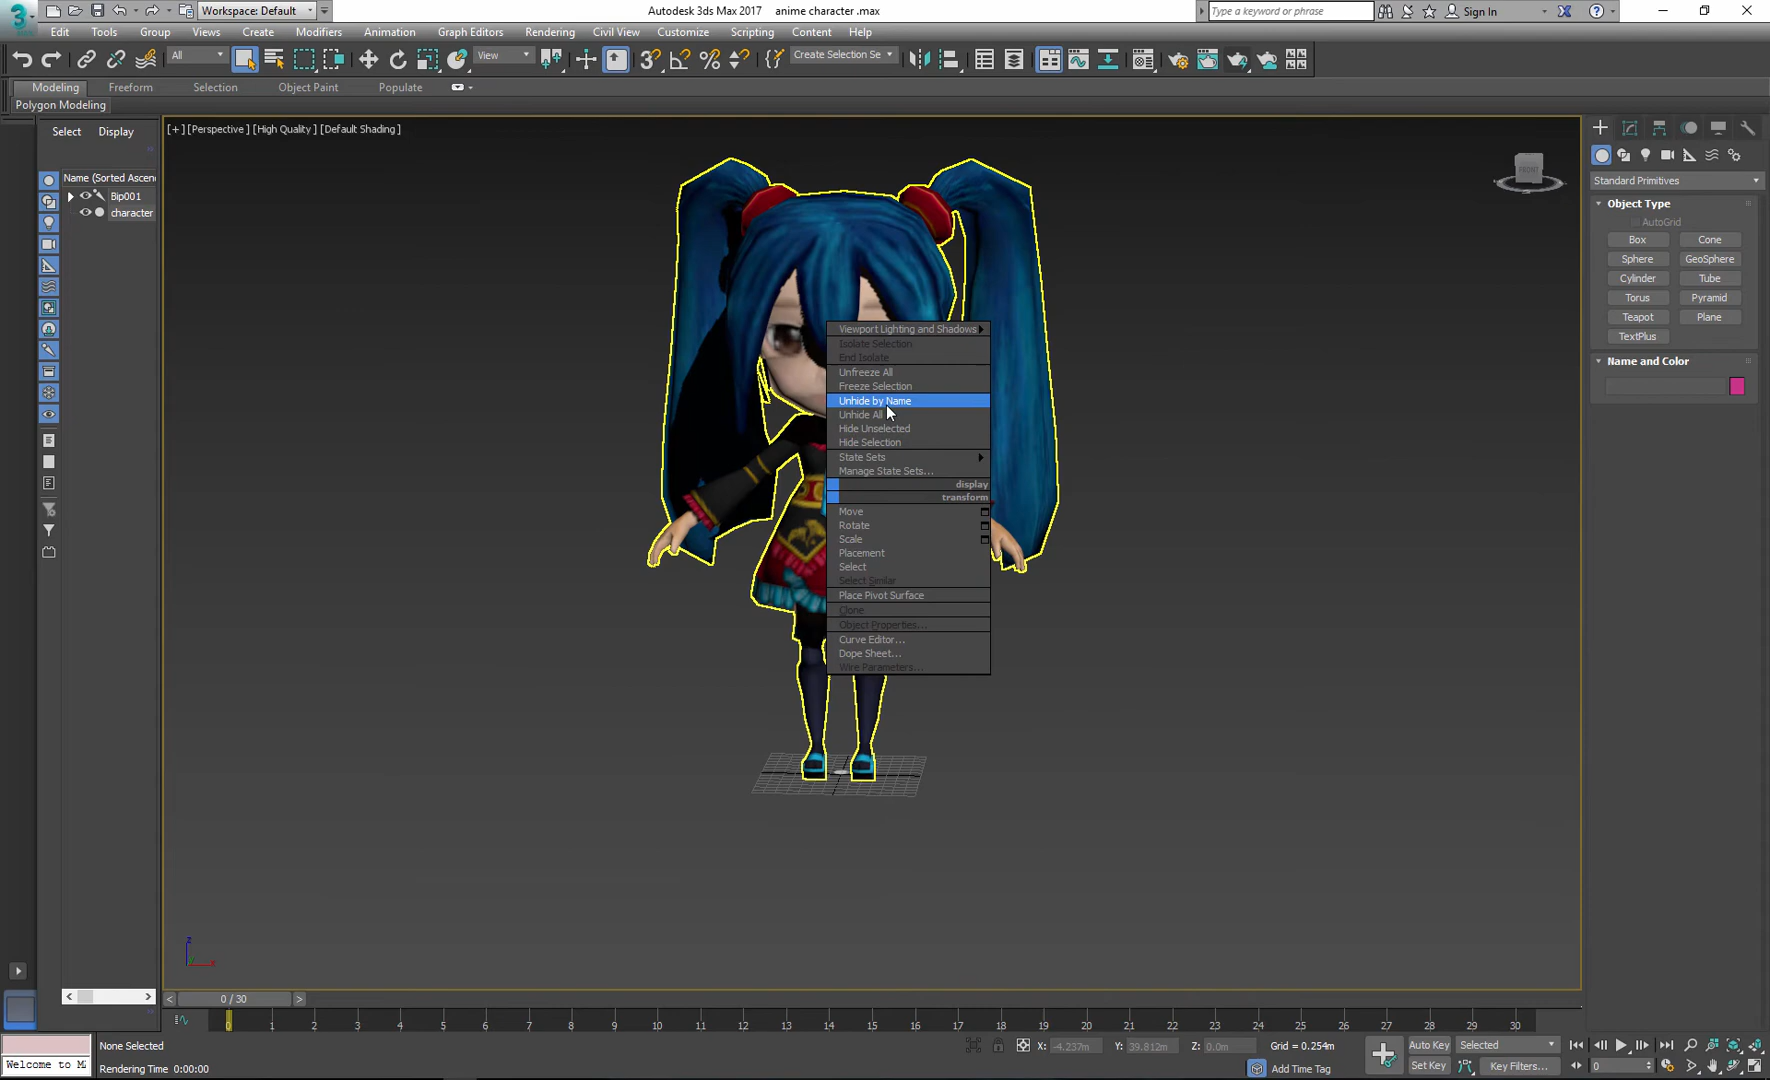 Workspace: Default
Autodesk 3ds Max 2017 anime character .max
Type a keyword or phrase
Sign In
Edit Tools Group Views Create Modifiers Animation Graph Editors Rendering Civil View Customize Scripting Content Help
All
View
Create Selection Se
Modeling Freeform Selection Object Paint Populate
Polygon Modeling
Select Display
[+] [Perspective] [High Quality] [Default Shading]
Name (Sorted Ascen
Bip001
character
FRONT
Standard Primitives
Object Type
AutoGrid
Box Cone
Sphere GeoSphere
Cylinder Tube
Torus Pyramid
Teapot Plane
TextPlus
Name and Color
Viewport Lighting and Shadows
Isolate Selection
End Isolate
Unfreeze All
Freeze Selection
Unhide by Name
Unhide All
Hide Unselected
Hide Selection
State Sets
Manage State Sets...
display
transform
Move
Rotate
Scale
Placement
Select
Select Similar
Place Pivot Surface
Clone
Object Properties...
Curve Editor...
Dope Sheet...
Wire Parameters...
z
x
0 / 30
0 1 2 3 4 5 6 7 8 9 10 11 12 13 14 15 16 17 18 19 20 21 22 23 24 25 26 27 28 29 30
None Selected
X: -4.237m Y: 39.812m Z: 0.0m Grid = 0.254m
Auto Key Selected
Welcome to M
Rendering Time 0:00:00
Add Time Tag
Set Key Key Filters...
0